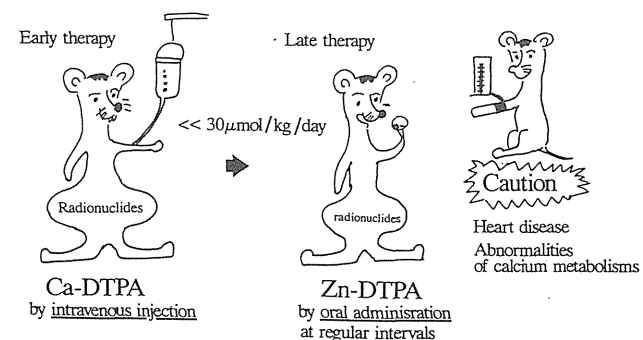 Early therapy
<< 30μmol/kg/day
Radionuclides
Ca-DTPA
by intravenous injection
Late therapy
radionuclides
Zn-DTPA
by oral adminisration
at regular intervals
Caution
Heart disease
Abnormalities
of calcium metabolisms